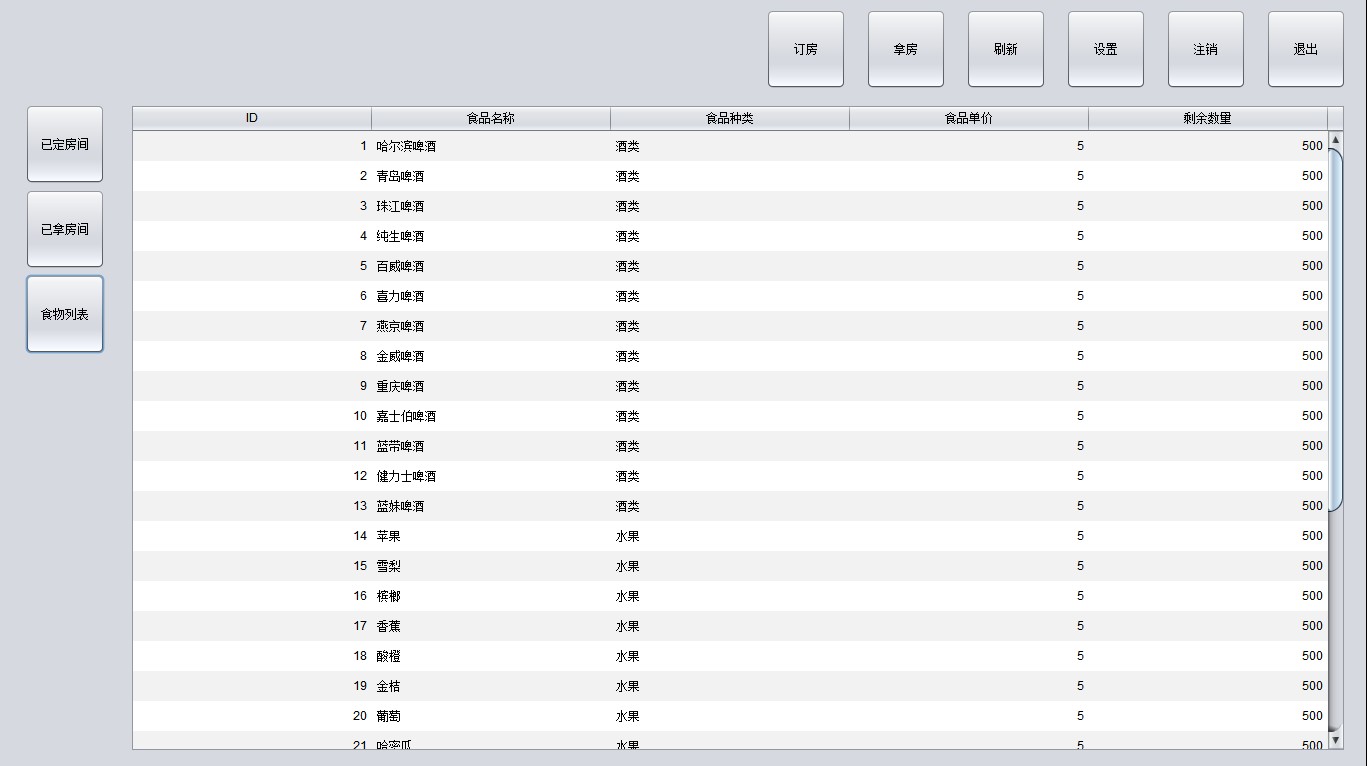 订房 拿房 刷新 设置 注销 退出
已定房间
已拿房间
食物列表
ID 食品名称 食品种类 食品单价 剩余数量
1 哈尔滨啤酒 酒类 5 500
2 青岛啤酒 酒类 5 500
3 珠江啤酒 酒类 5 500
4 纯生啤酒 酒类 5 500
5 百威啤酒 酒类 5 500
6 喜力啤酒 酒类 5 500
7 燕京啤酒 酒类 5 500
8 金威啤酒 酒类 5 500
9 重庆啤酒 酒类 5 500
10 嘉士伯啤酒 酒类 5 500
11 蓝带啤酒 酒类 5 500
12 健力士啤酒 酒类 5 500
13 蓝妹啤酒 酒类 5 500
14 苹果 水果 5 500
15 雪梨 水果 5 500
16 槟榔 水果 5 500
17 香蕉 水果 5 500
18 酸橙 水果 5 500
19 金桔 水果 5 500
20 葡萄 水果 5 500
21 哈密瓜 水果 5 500